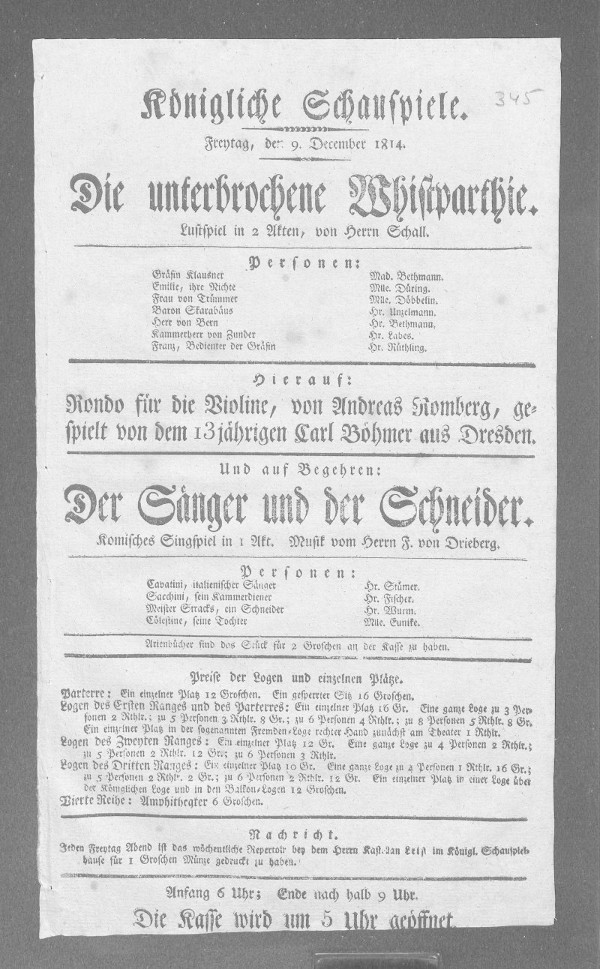 Königliche Schauspiele.
345
Freytag, den 9. December 1814.
Die unterbrochene Whistparthie.
Lustspiel in 2 Akten, von Herrn Schall.
Personen:
Gräfin Klausner Mad. Bethmann.
Emilie, ihre Nichte Mlle. Düring.
Frau von Trümmer Mlle. Döbbelin.
Baron Skarabäus Hr. Unzelmann.
Herr von Bern Hr. Bethmann.
Kammerherr von Zunder Hr. Labes.
Franz, Bedienter der Gräfin Hr. Rüthling.
Hierauf:
Rondo für die Violine, von Andreas Romberg, ge-
spielt von dem 13jährigen Carl Böhmer aus Dresden.
Und auf Begehren:
Der Sänger und der Schneider.
Komisches Singspiel in 1 Akt. Musik vom Herrn F. von Drieberg.
Personen:
Cavatini, italienischer Sänger Hr. Stümer.
Sacchini, sein Kammerdiener Hr. Fischer.
Meister Stracks, ein Schneider Hr. Wurm.
Cölestine, seine Tochter Mlle. Eunike.
Arienbücher sind das Stück für 2 Groschen an der Kasse zu haben.
Preise der Logen und einzelnen Plätze.
Parterre: Ein einzelner Platz 12 Groschen. Ein gesperrter Sitz 16 Groschen.
Logen des Ersten Ranges und des Parterres: Ein einzelner Platz 16 Gr. Eine ganze Loge zu 3 Per-
sonen 2 Rthlr.; zu 5 Personen 3 Rthlr. 8 Gr.; zu 6 Personen 4 Rthlr.; zu 8 Personen 5 Rthlr. 8 Gr.
Ein einzelner Platz in der sogenannten Fremden-Loge rechter Hand zunächst am Theater 1 Rthlr.
Logen des Zweyten Ranges: Ein einzelner Platz 12 Gr. Eine ganze Loge zu 4 Personen 2 Rthlr.;
zu 5 Personen 2 Rthlr. 12 Gr.; zu 6 Personen 3 Rthlr.
Logen des Dritten Ranges: Ein einzelner Platz 10 Gr. Eine ganze Loge zu 4 Personen 1 Rthlr. 16 Gr.;
zu 5 Personen 2 Rthlr. 2 Gr.; zu 6 Personen 2 Rthlr. 12 Gr. Ein einzelner Platz in einer Loge über
der Königlichen Loge und in den Balkon-Logen 12 Groschen.
Vierte Reihe: Amphitheater 6 Groschen.
Nachricht.
Jeden Freytag Abend ist das wöchentliche Repertoir bey dem Herrn Kastellan Leist im Königl. Schauspiel-
hause für 1 Groschen Münze gedruckt zu haben.
Anfang 6 Uhr; Ende nach halb 9 Uhr.
Die Kasse wird um 5 Uhr geöffnet.